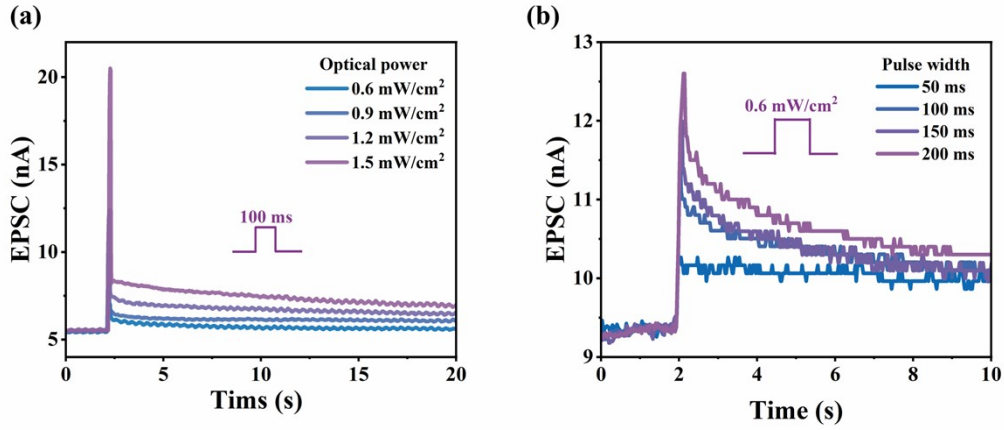 (a)
EPSC (nA)
20
15
10
5
Optical power
0.6 mW/cm²
0.9 mW/cm²
1.2 mW/cm²
1.5 mW/cm²
100 ms
0 5 10 15 20
Tims (s)
(b)
EPSC (nA)
13
12
11
10
9
0.6 mW/cm²
Pulse width
50 ms
100 ms
150 ms
200 ms
0 2 4 6 8 10
Time (s)